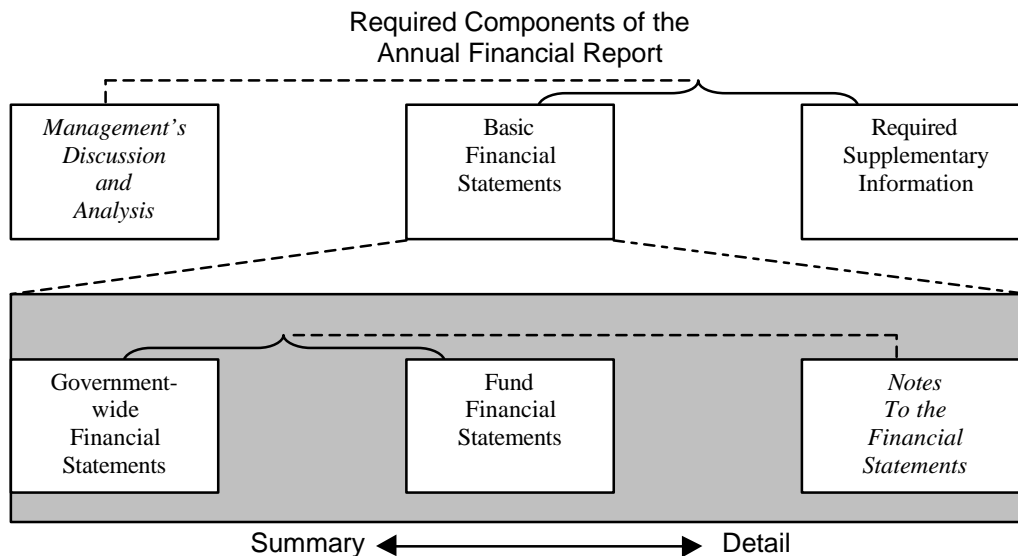 Required Components of the
Annual Financial Report
Management's
Discussion
and
Analysis
Basic
Financial
Statements
Required
Supplementary
Information
Government-
wide
Financial
Statements
Fund
Financial
Statements
Notes
To the
Financial
Statements
Summary
Detail